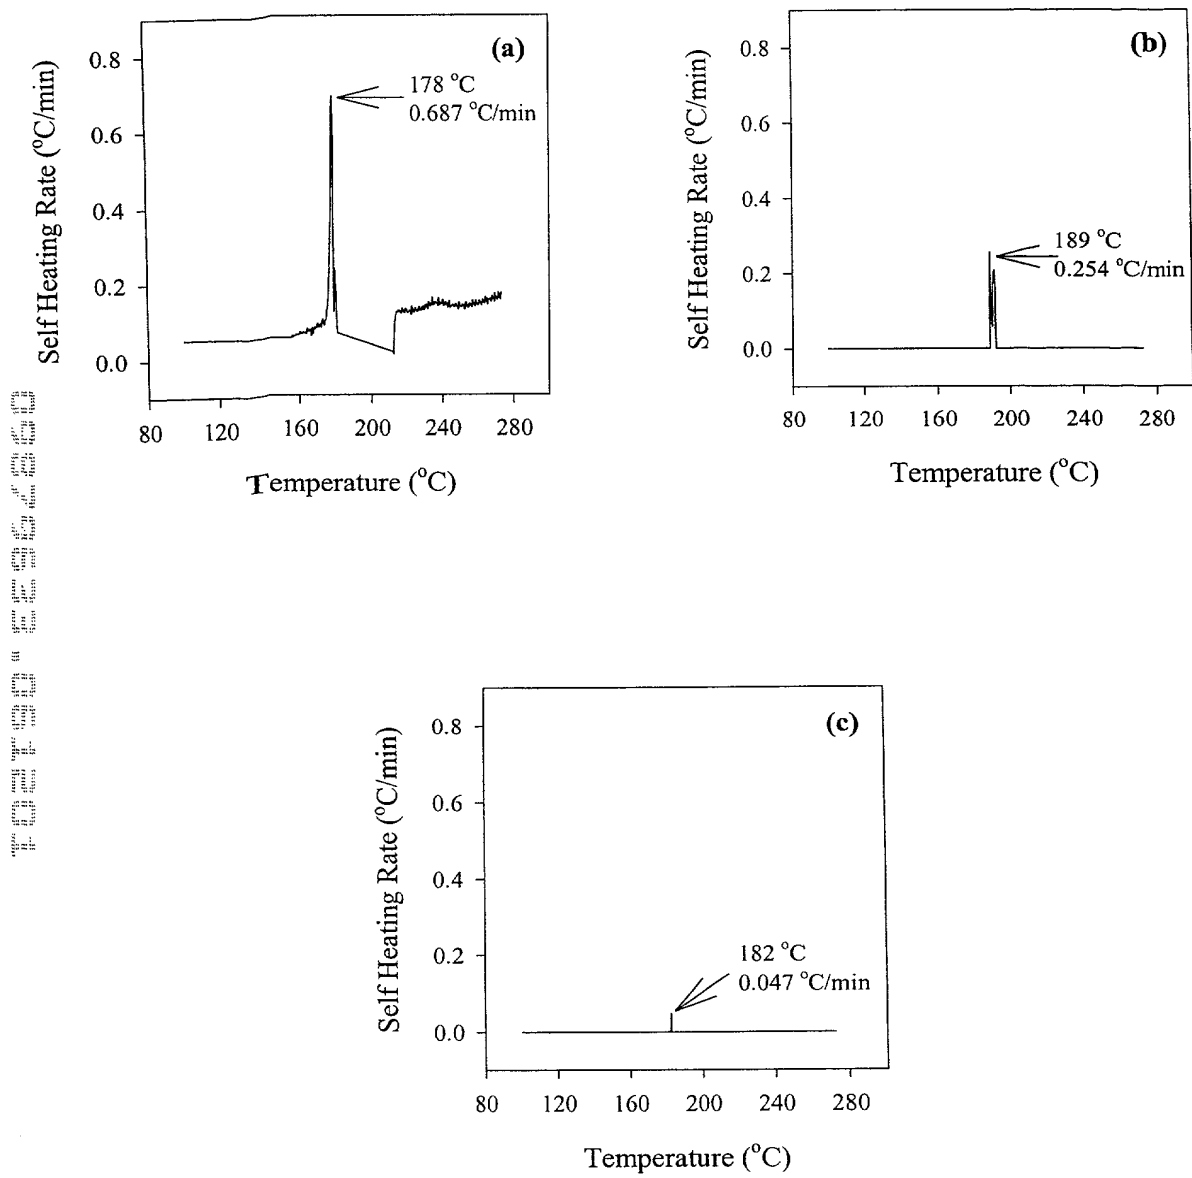 (a)
178 °C
0.687 °C/min
0.8
0.6
0.4
0.2
0.0
Self Heating Rate (°C/min)
80 120 160 200 240 280
Temperature (°C)
(b)
189 °C
0.254 °C/min
0.8
0.6
0.4
0.2
0.0
Self Heating Rate (°C/min)
80 120 160 200 240 280
Temperature (°C)
(c)
182 °C
0.047 °C/min
0.8
0.6
0.4
0.2
0.0
Self Heating Rate (°C/min)
80 120 160 200 240 280
Temperature (°C)